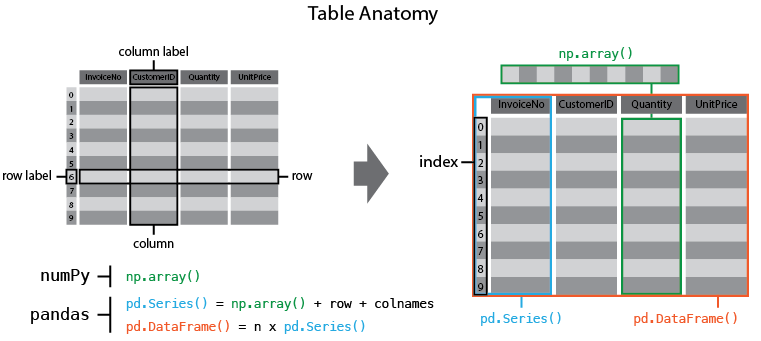 Table Anatomy
column label
InvoiceNo CustomerID Quantity UnitPrice
0
1
2
3
4
5
row label 6 row
7
8
9
column
np.array()
InvoiceNo CustomerID Quantity UnitPrice
0
1
index 2
3
4
5
6
7
8
9
pd.Series() pd.DataFrame()
numPy np.array()
pandas
pd.Series() = np.array() + row + colnames
pd.DataFrame() = n x pd.Series()